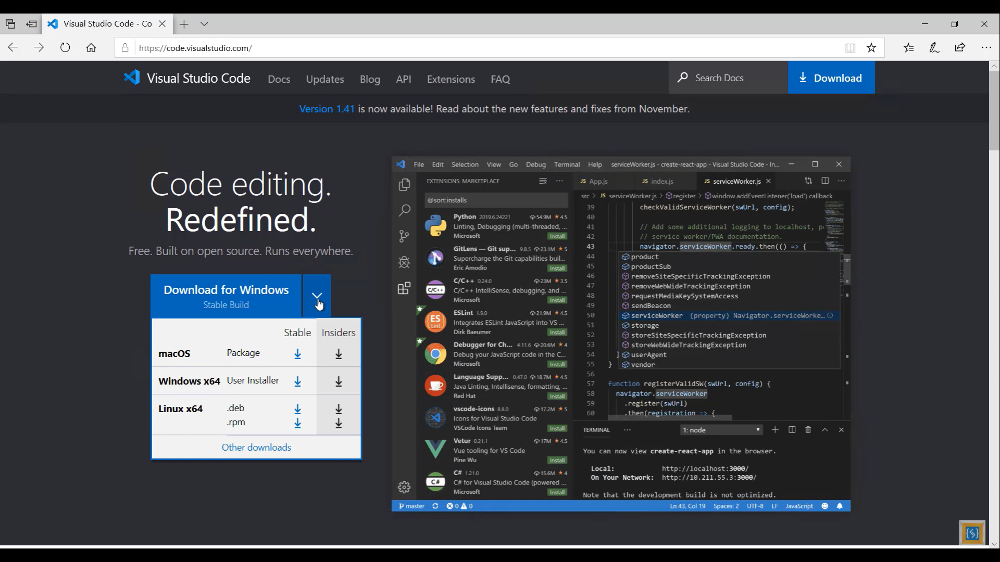 Visual Studio Code - Co
https://code.visualstudio.com/
Visual Studio Code
Docs
Updates
Blog
API
Extensions
FAQ
Search Docs
Download
Version 1.41 is now available! Read about the new features and fixes from November.
Code editing.
Redefined.
Free. Built on open source. Runs everywhere.
Download for Windows
Stable Build
Stable Insiders
macOS Package
Windows x64 User Installer
Linux x64 .deb
.rpm
Other downloads
File Edit Selection View Go Debug Terminal Help serviceWorker.js - create-react-app - Visual Studio Code - In...
EXTENSIONS: MARKETPLACE
@sort:installs
Python 2019.6.24221 54.9M ★4.5
Linting, Debugging (multi-threaded, ...
Microsoft Install
GitLens — Git sup... 9.8.5 23.1M ★5
Supercharge the Git capabilities buil...
Eric Amodio Install
C/C++ 0.24.0 23M ★3.5
C/C++
C/C++ IntelliSense, debugging, and ...
Microsoft Install
ESLint 1.9.0 21.9M ★4.5
ES
Lint
Integrates ESLint JavaScript into VS ...
Dirk Baeumer Install
Debugger for Ch... 4.11.6 20.6M ★4
Debug your JavaScript code in the C...
Microsoft Install
Language Supp... 0.47.0 18.7M ★4.5
Java Linting, Intellisense, formatting, ...
Red Hat Install
vscode-icons 8.8.0 17.2M ★5
Icons for Visual Studio Code
VSCode Icons Team Install
Vetur 0.21.1 17M ★4.5
Vue tooling for VS Code
Pine Wu Install
C# 1.21.0 15.6M ★4
C#
C# for Visual Studio Code (powered ...
Microsoft Install
JS App.js JS index.js JS serviceWorker.js
src > JS serviceWorker.js > register > window.addEventListener('load') callback
39 checkValidServiceWorker(swUrl, config);
40
41 // Add some additional logging to localhost, p
42 // service worker/PWA documentation.
43 navigator.serviceWorker.ready.then(() => {
44 product
45 productSub
46 removeSiteSpecificTrackingException
47 removeWebWideTrackingException
48 requestMediaKeySystemAccess
49 sendBeacon
50 serviceWorker (property) Navigator.serviceWorke...
51 storage
52 storeSiteSpecificTrackingException
53 storeWebWideTrackingException
54 } userAgent
55 } vendor
56
57 function registerValidSW(swUrl, config) {
58 navigator.serviceWorker
59 .register(swUrl)
60 .then(registration => {
TERMINAL ... 1: node
You can now view create-react-app in the browser.
Local: http://localhost:3000/
On Your Network: http://10.211.55.3:3000/
Note that the development build is not optimized.
master 0 0 Ln 43, Col 19 Spaces: 2 UTF-8 LF JavaScript